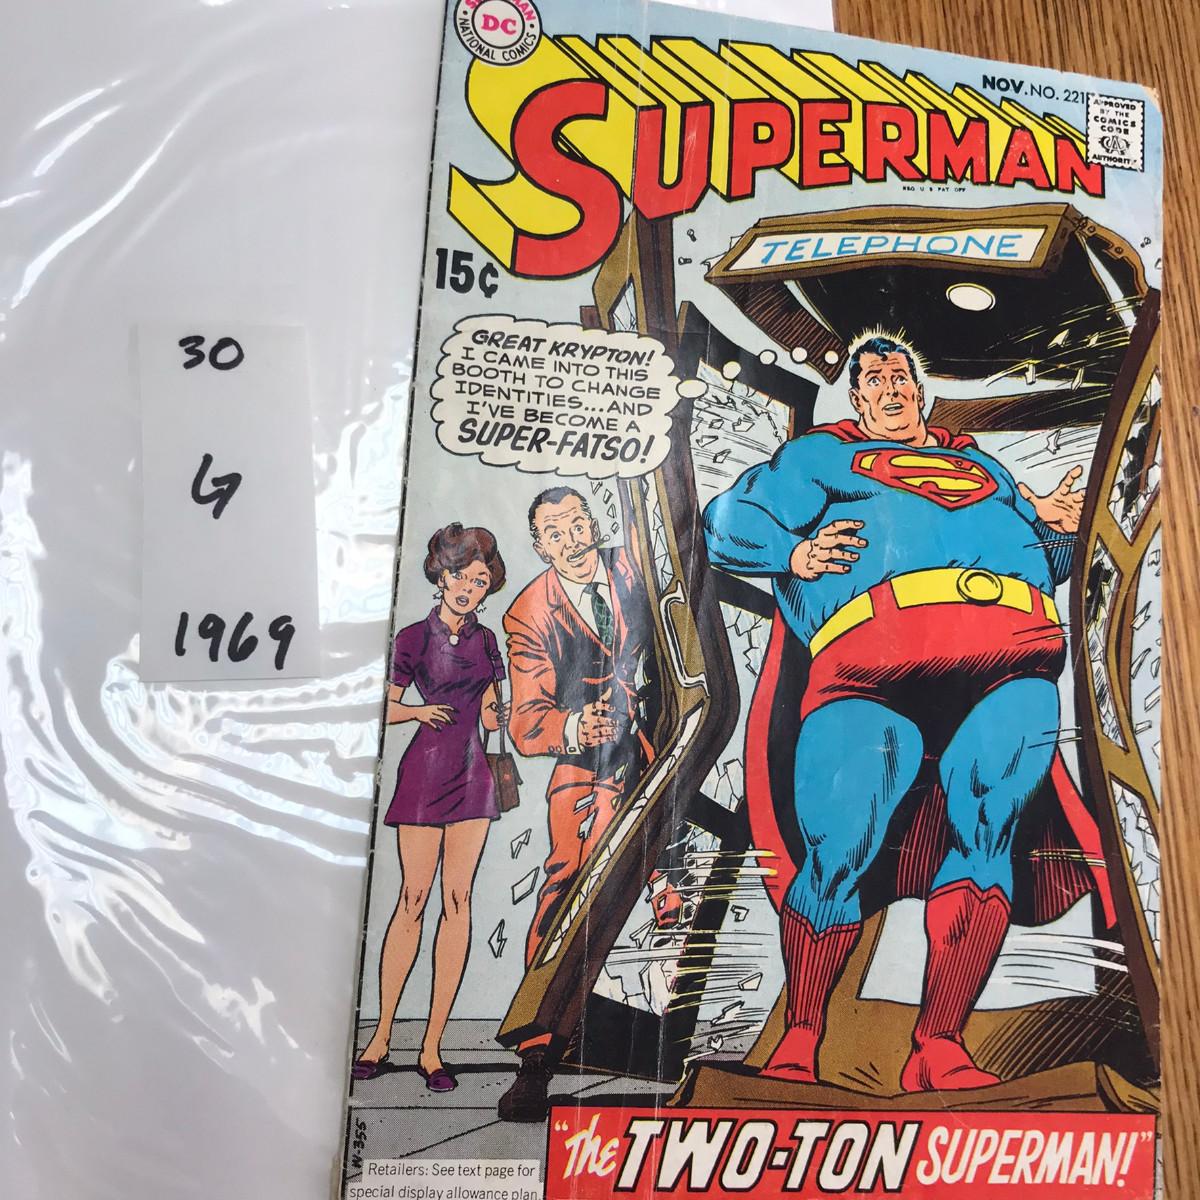 30
G
1969
SUPERMAN
DC
NATIONAL COMICS
SUPERMAN
NOV. NO. 221
APPROVED
BY THE
COMICS
CODE
CA
AUTHORITY
REG U S PAT OFF
15¢
TELEPHONE
GREAT KRYPTON!
I CAME INTO THIS
BOOTH TO CHANGE
IDENTITIES...AND
I'VE BECOME A
SUPER-FATSO!
N-355
Retailers: See text page for
special display allowance plan.
"The TWO-TON SUPERMAN!"